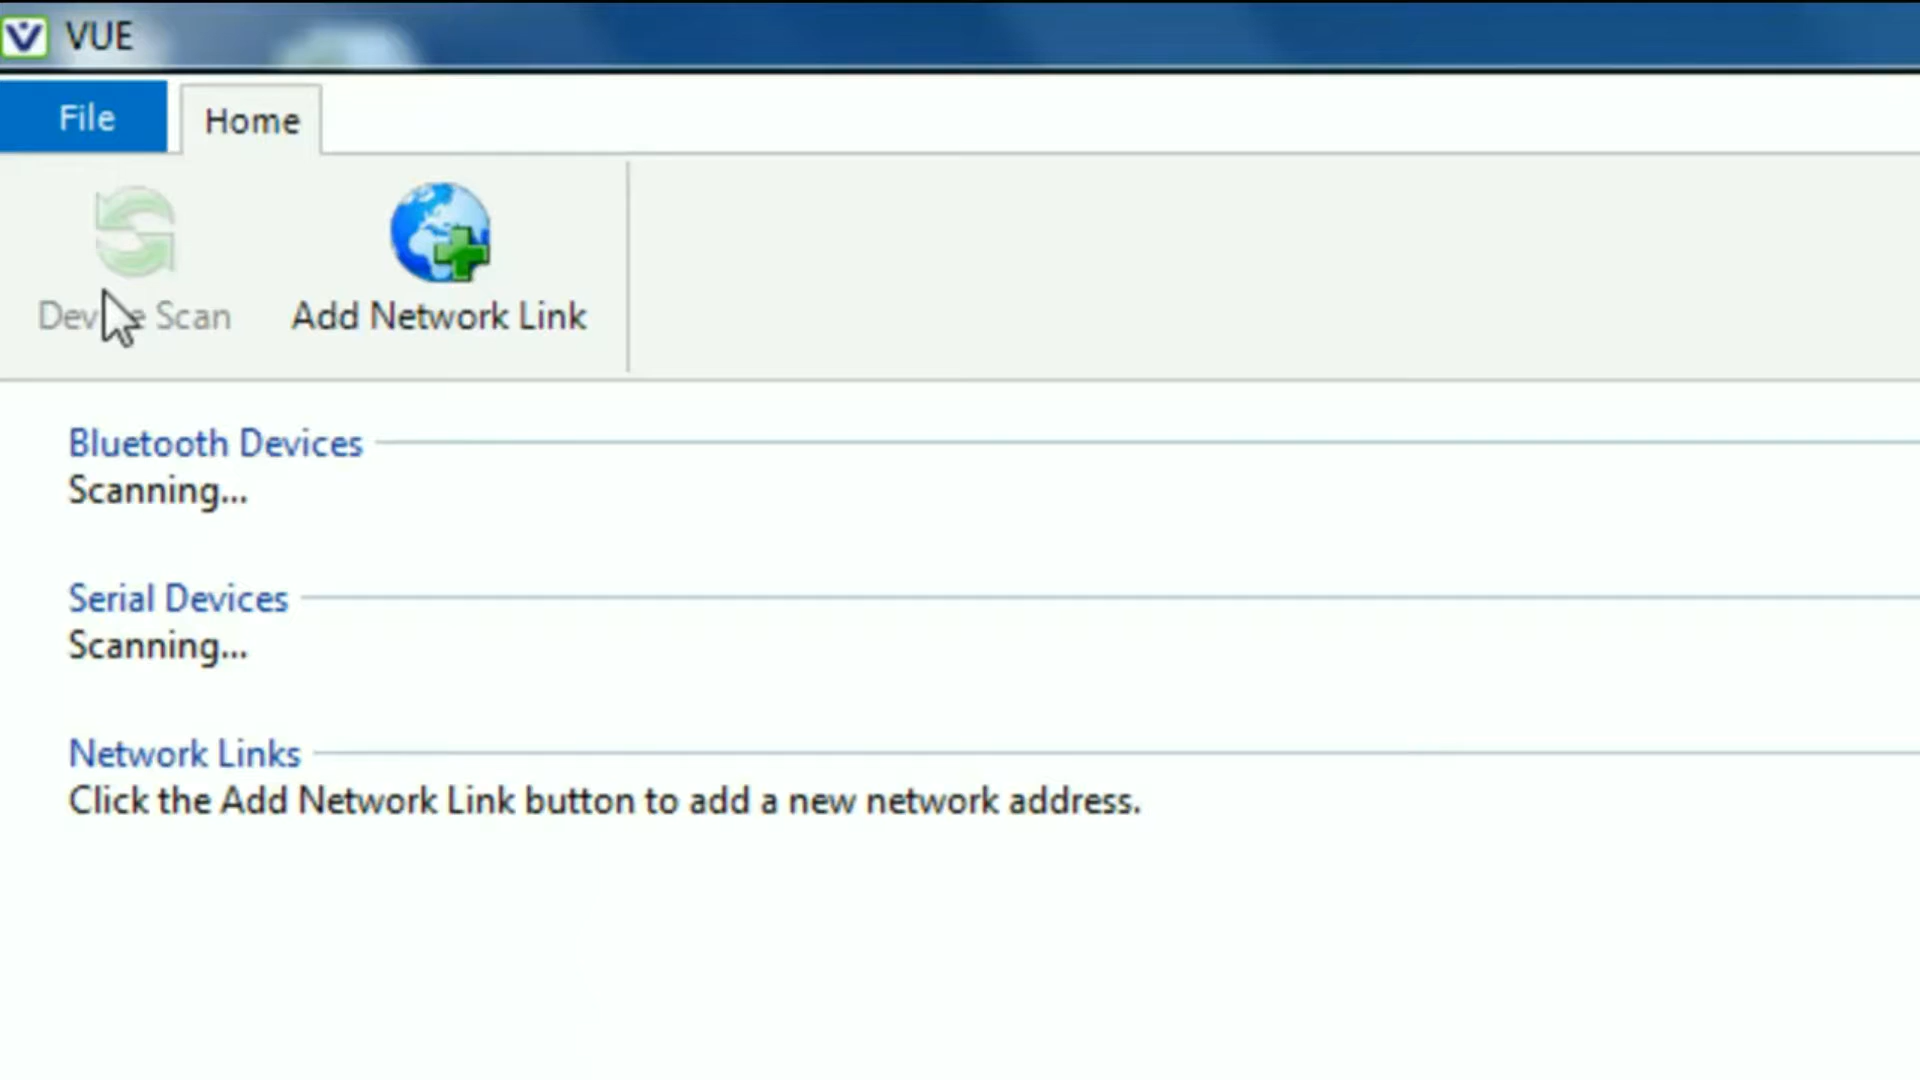 VUE
File
Home
Device Scan
Add Network Link
Bluetooth Devices
Scanning...
Serial Devices
Scanning...
Network Links
Click the Add Network Link button to add a new network address.